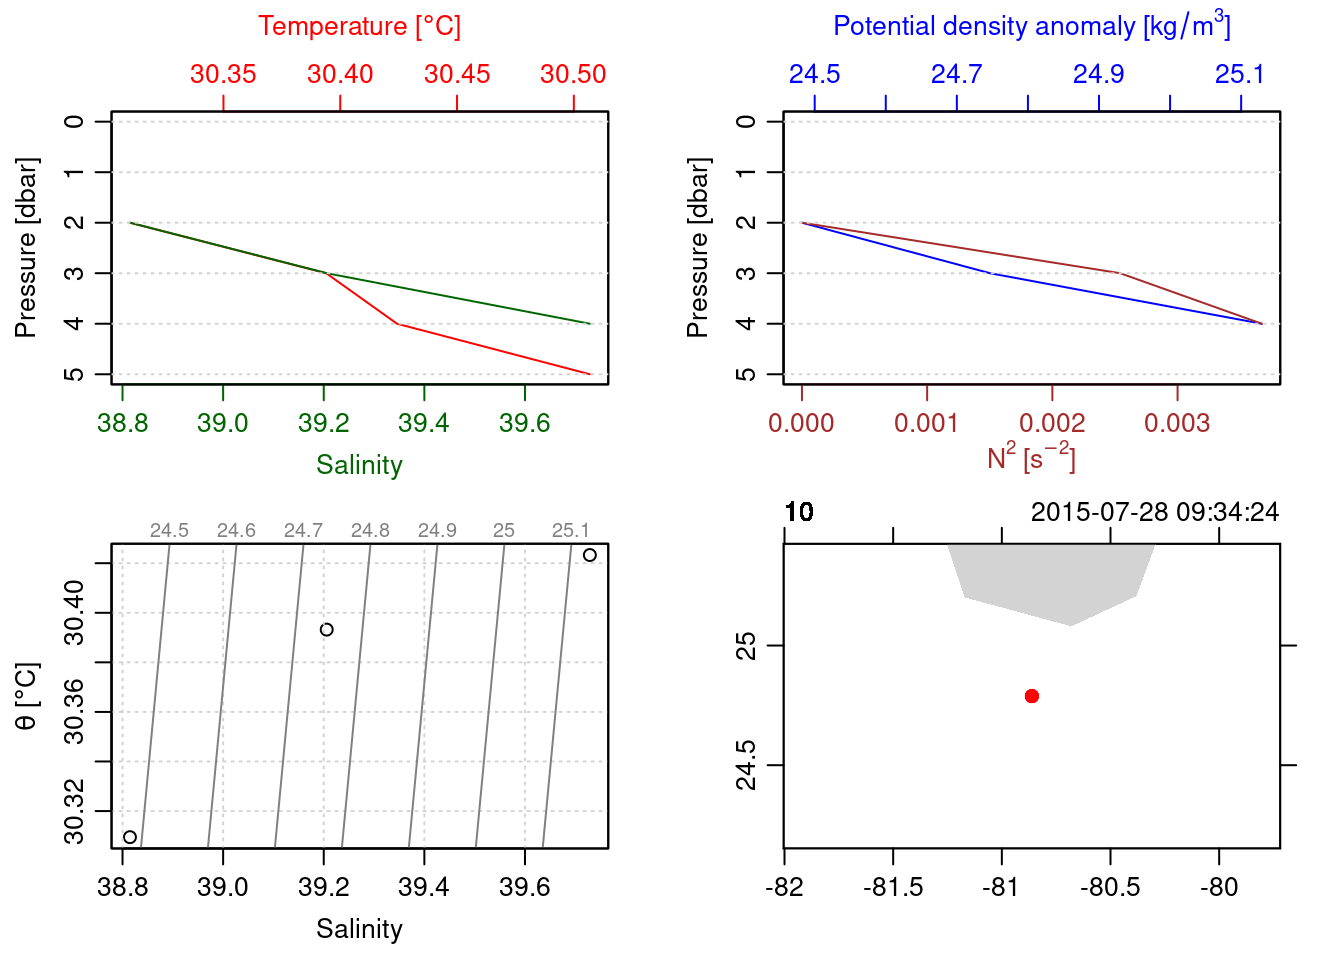 Temperature [°C]
30.35 30.40 30.45 30.50
Pressure [dbar]
0
1
2
3
4
5
38.8 39.0 39.2 39.4 39.6
Salinity
Potential density anomaly [kg/m³]
24.5 24.7 24.9 25.1
Pressure [dbar]
0
1
2
3
4
5
0.000 0.001 0.002 0.003
N² [s⁻²]
24.5 24.6 24.7 24.8 24.9 25 25.1
θ [°C]
30.40
30.36
30.32
38.8 39.0 39.2 39.4 39.6
Salinity
10 2015-07-28 09:34:24
25
24.5
-82 -81.5 -81 -80.5 -80